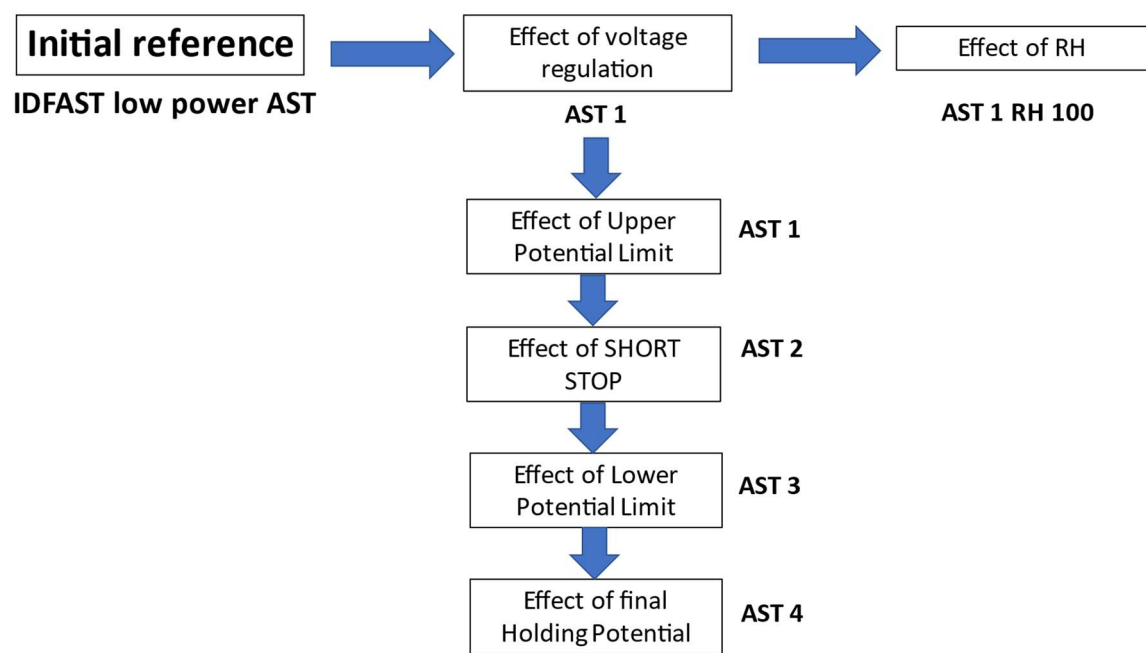 Initial reference
IDFAST low power AST
Effect of voltage
regulation
AST 1
Effect of RH
AST 1 RH 100
Effect of Upper
Potential Limit
AST 1
Effect of SHORT
STOP
AST 2
Effect of Lower
Potential Limit
AST 3
Effect of final
Holding Potential
AST 4